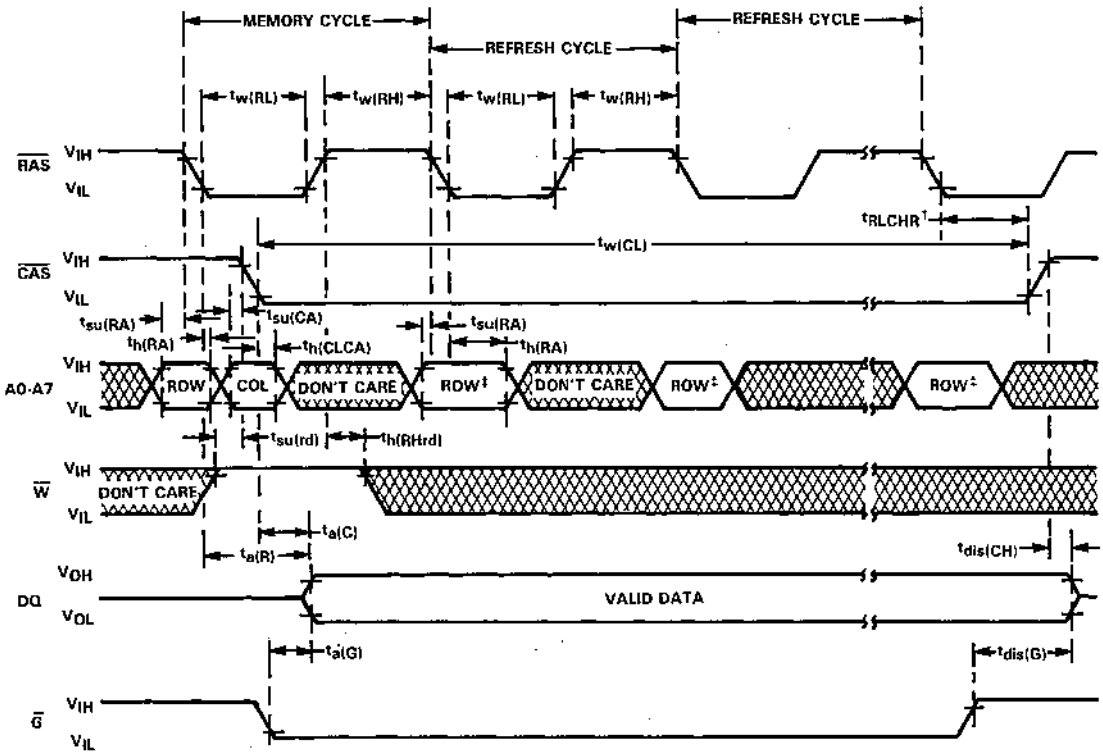 MEMORY CYCLE
REFRESH CYCLE
REFRESH CYCLE
tw(RL)
tw(RH)
tw(RL)
tw(RH)
RAS
VIH
VIL
tRLCHR†
tw(CL)
CAS
VIH
VIL
tsu(RA)
tsu(CA)
tsu(RA)
th(RA)
th(CLCA)
th(RA)
A0-A7
VIH
VIL
ROW
COL
DON'T CARE
ROW‡
DON'T CARE
ROW‡
ROW‡
tsu(rd)
th(RHrd)
W
VIH
VIL
DON'T CARE
ta(C)
ta(R)
tdis(CH)
DQ
VOH
VOL
VALID DATA
ta(G)
tdis(G)
G
VIH
VIL